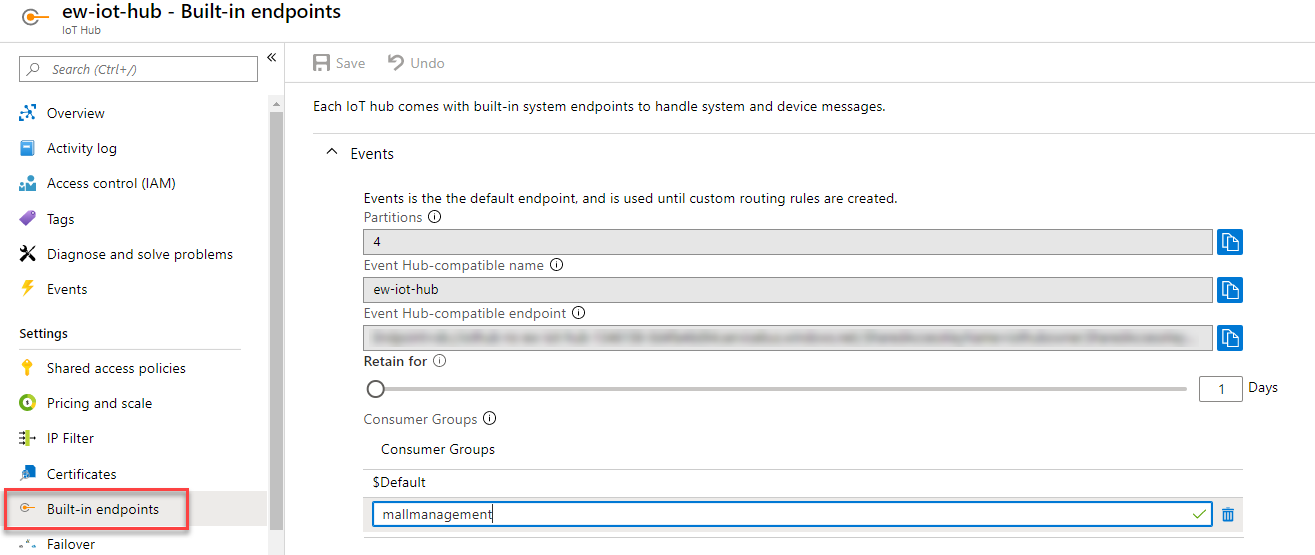 ew-iot-hub - Built-in endpoints
IoT Hub
Search (Ctrl+/)
«
Overview
Activity log
Access control (IAM)
Tags
Diagnose and solve problems
Events
Settings
Shared access policies
Pricing and scale
IP Filter
Certificates
Built-in endpoints
Failover
Save
Undo
Each IoT hub comes with built-in system endpoints to handle system and device messages.
Events
Events is the the default endpoint, and is used until custom routing rules are created.
Partitions
4
Event Hub-compatible name
ew-iot-hub
Event Hub-compatible endpoint
Retain for
1 Days
Consumer Groups
Consumer Groups
$Default
mallmanagement